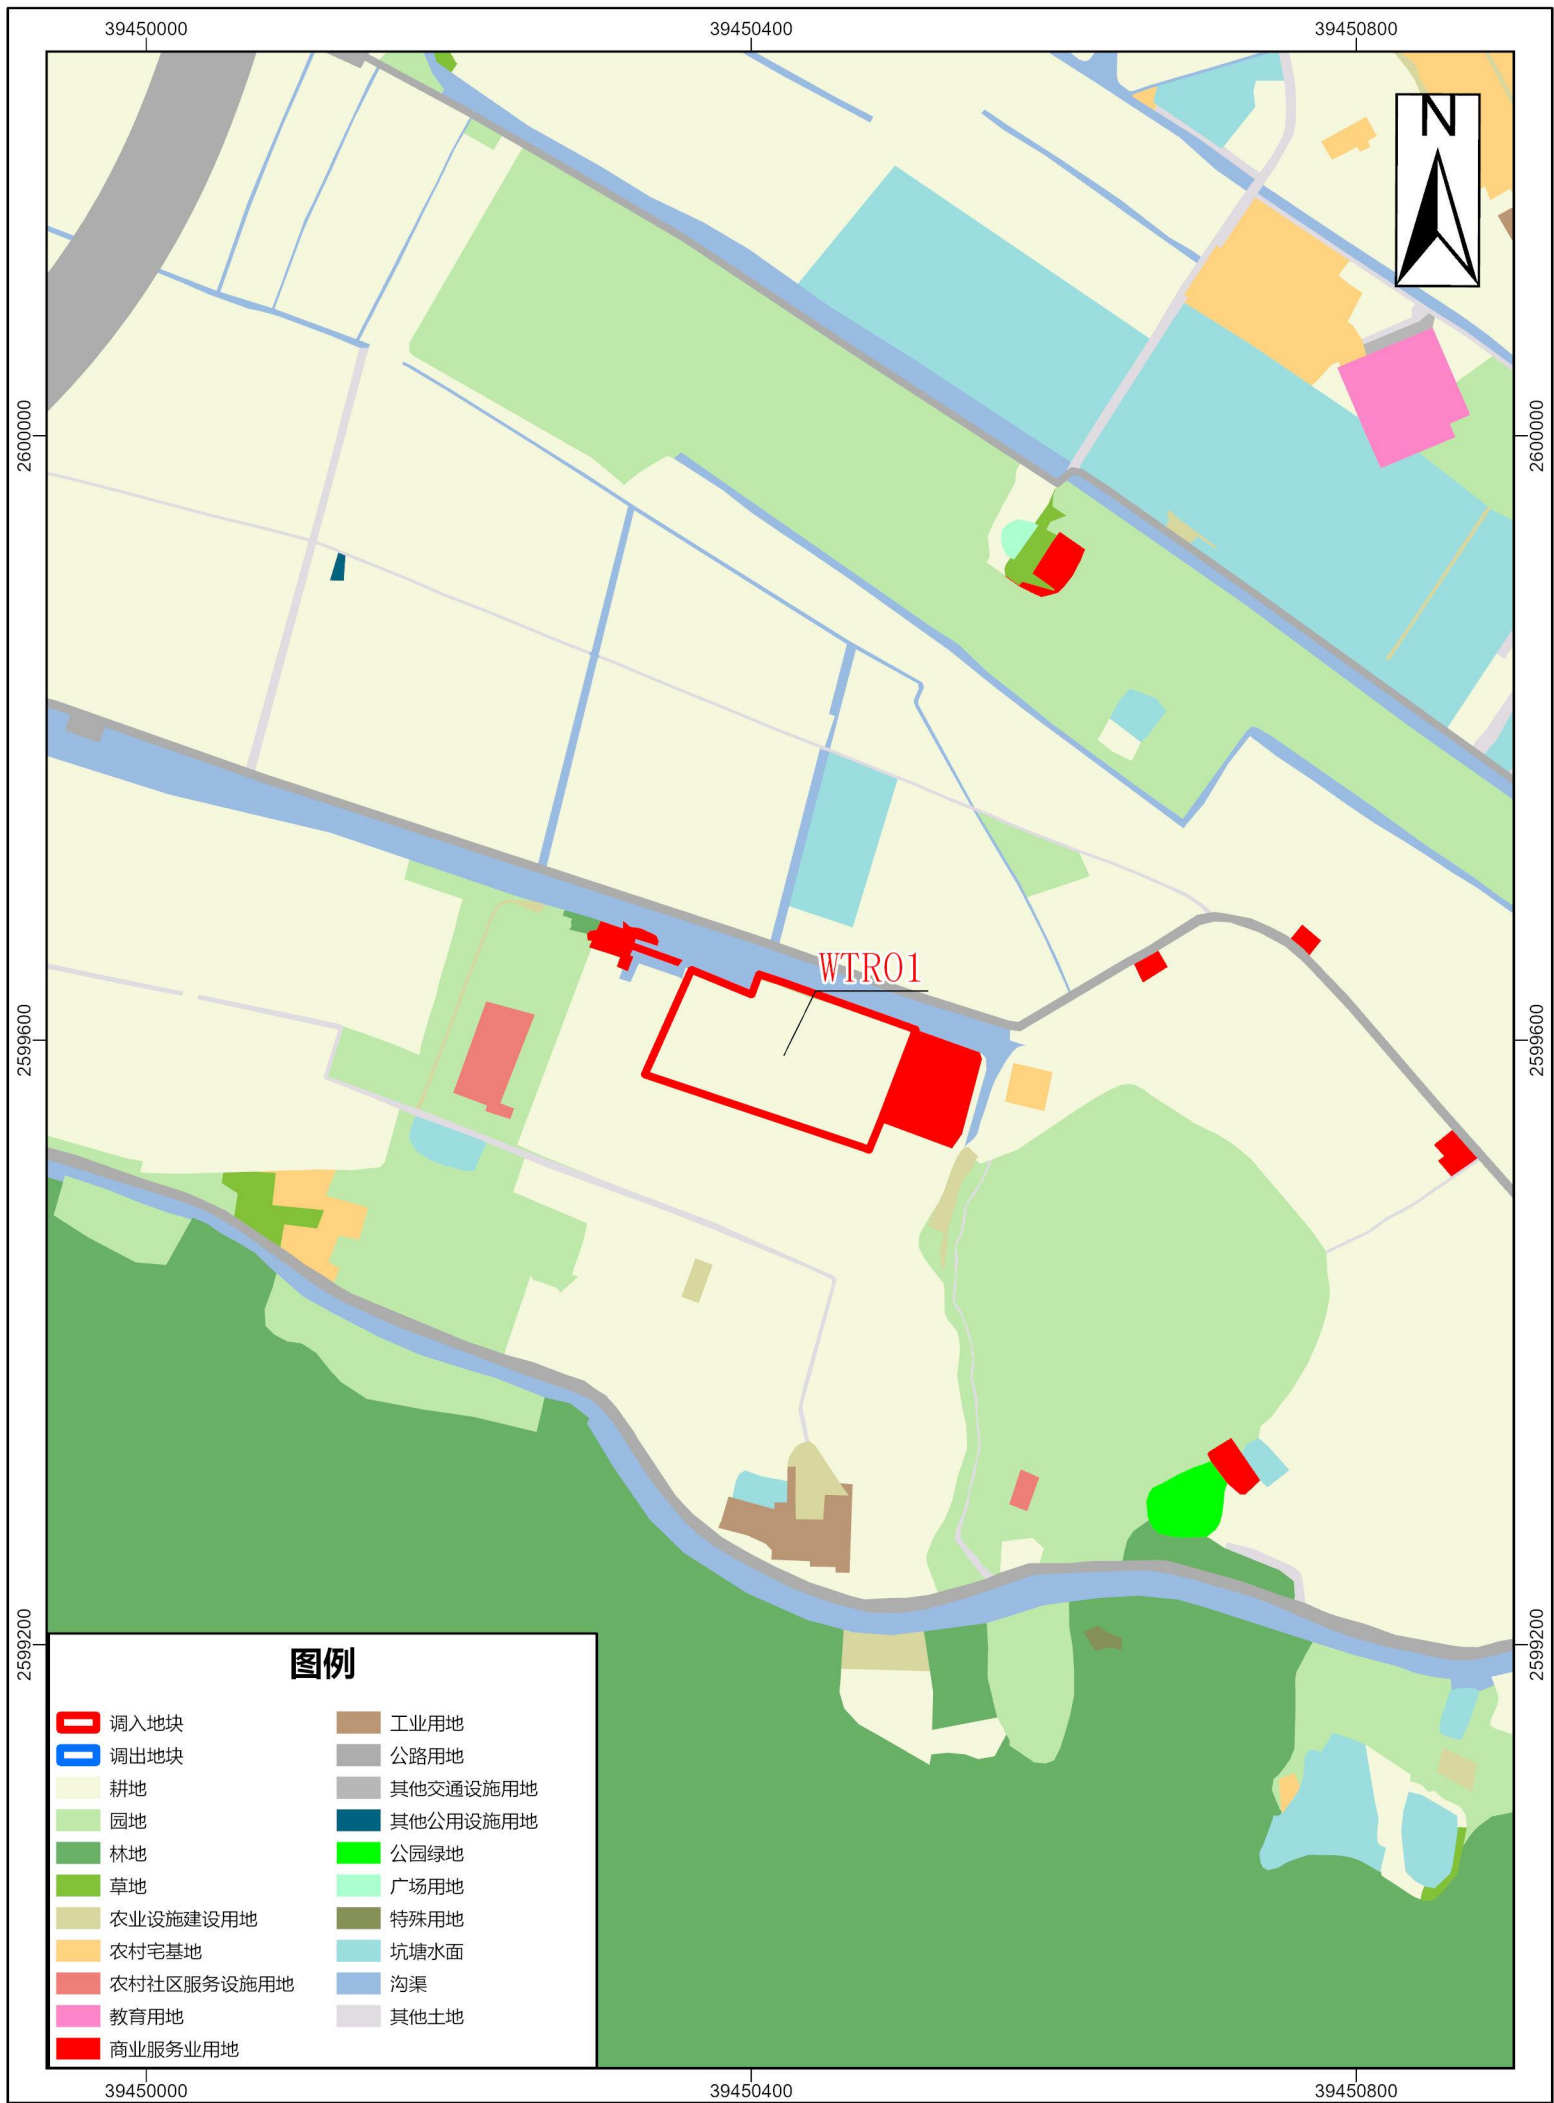 39450000
39450400
39450800
N
2600000
2600000
WTR01
2599600
2599600
2599200
2599200
图例
调入地块
调出地块
耕地
园地
林地
草地
农业设施建设用地
农村宅基地
农村社区服务设施用地
教育用地
商业服务业用地
工业用地
公路用地
其他交通设施用地
其他公用设施用地
公园绿地
广场用地
特殊用地
坑塘水面
沟渠
其他土地
39450000
39450400
39450800